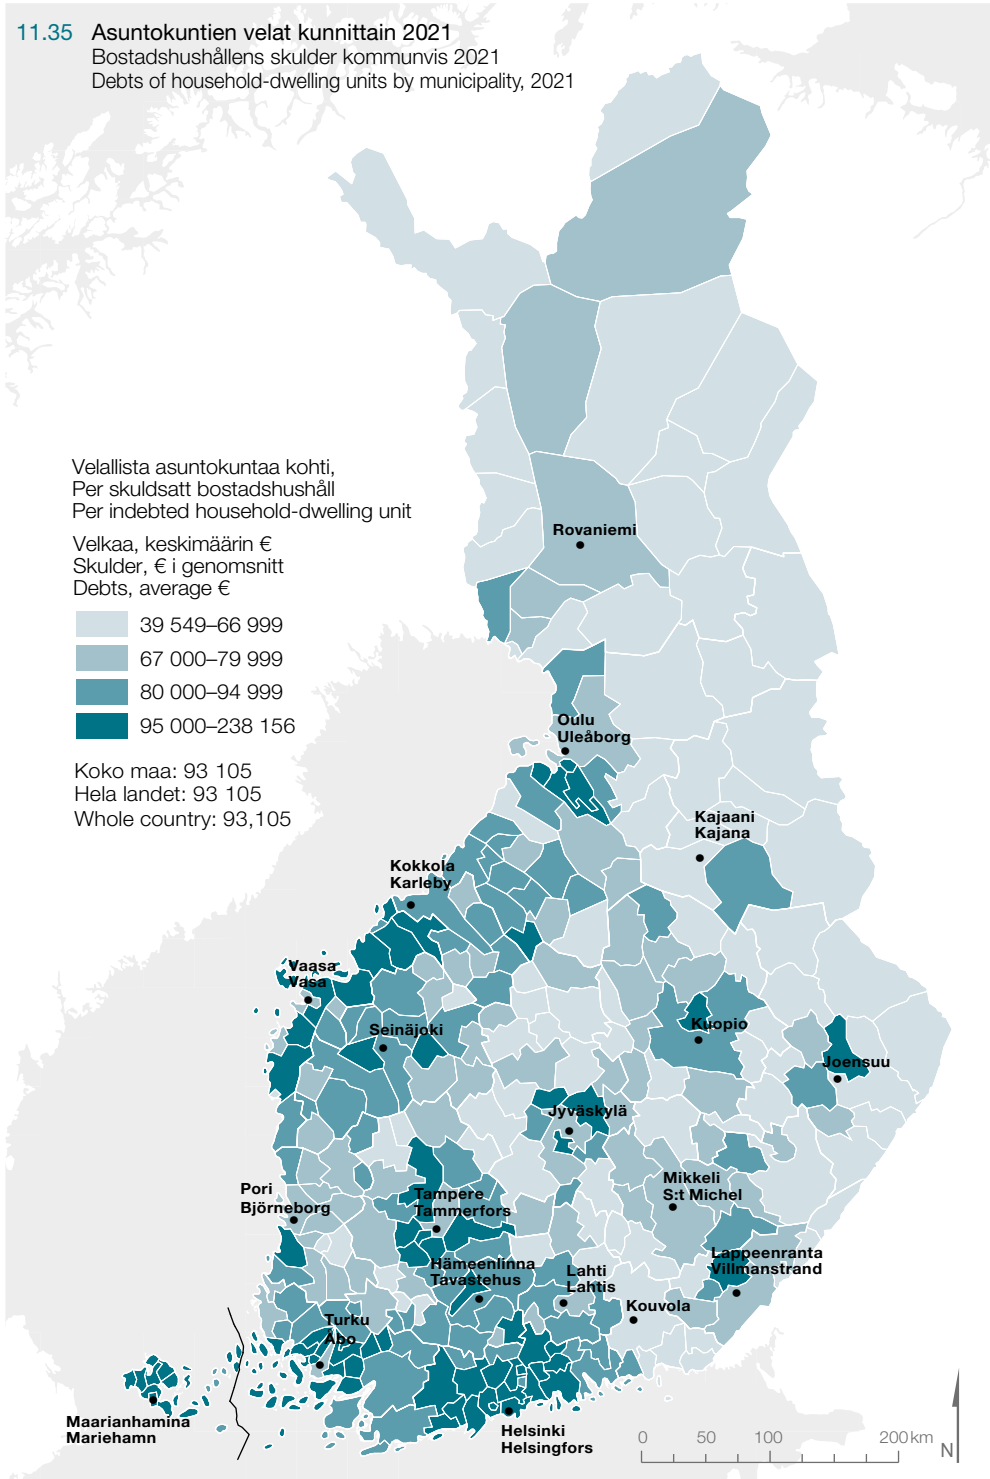 11.35 Asuntokuntien velat kunnittain 2021
Bostadshushållens skulder kommunvis 2021
Debts of household-dwelling units by municipality, 2021
Velallista asuntokuntaa kohti,
Per skuldsatt bostadshushåll
Per indebted household-dwelling unit
Velkaa, keskimäärin €
Skulder, € i genomsnitt
Debts, average €
39 549–66 999
67 000–79 999
80 000–94 999
95 000–238 156
Koko maa: 93 105
Hela landet: 93 105
Whole country: 93,105
Rovaniemi
Oulu
Uleåborg
Kajaani
Kajana
Kokkola
Karleby
Vaasa
Vasa
Seinäjoki
Kuopio
Joensuu
Jyväskylä
Mikkeli
S:t Michel
Pori
Björneborg
Tampere
Tammerfors
Lappeenranta
Villmanstrand
Hämeenlinna
Tavastehus
Lahti
Lahtis
Kouvola
Turku
Åbo
Maarianhamina
Mariehamn
Helsinki
Helsingfors
0 50 100 200 km
N